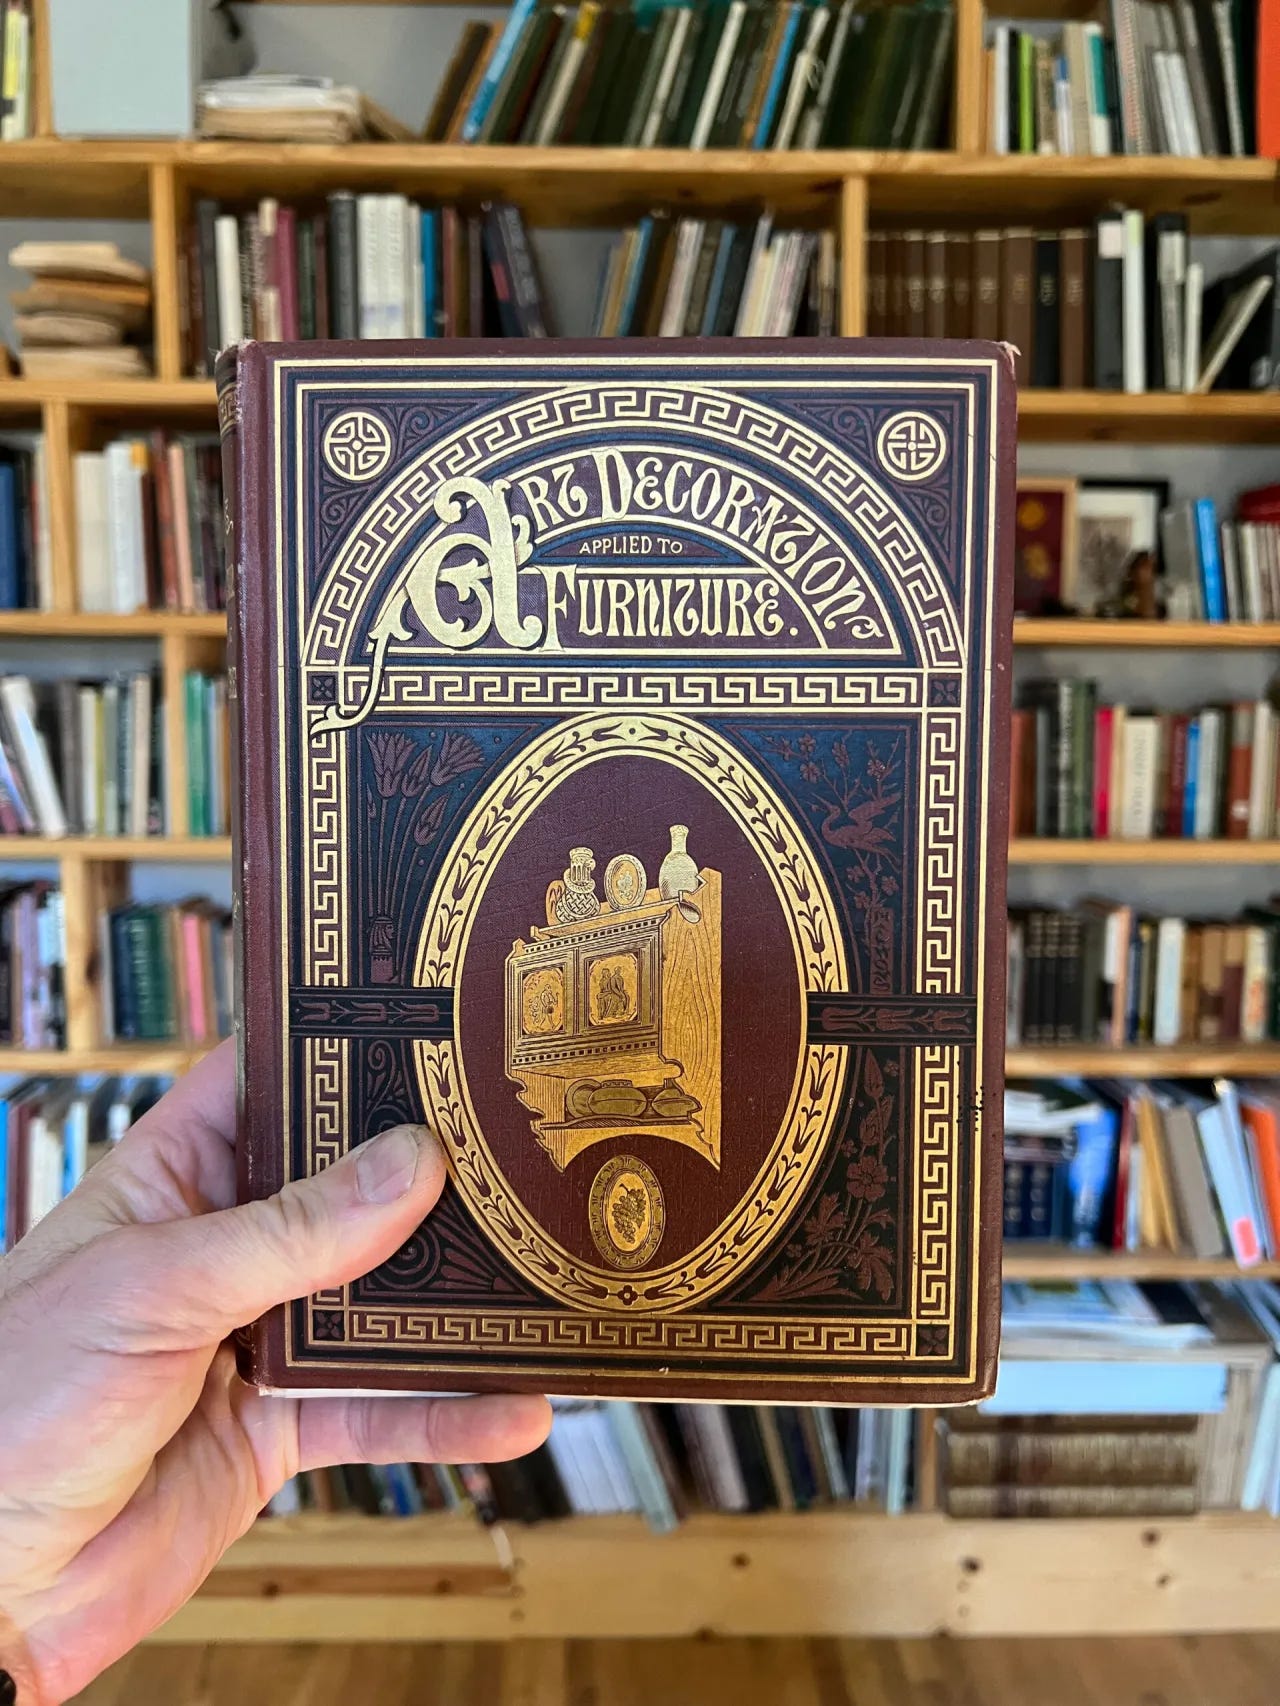 Art Decoration
APPLIED TO
Furniture.